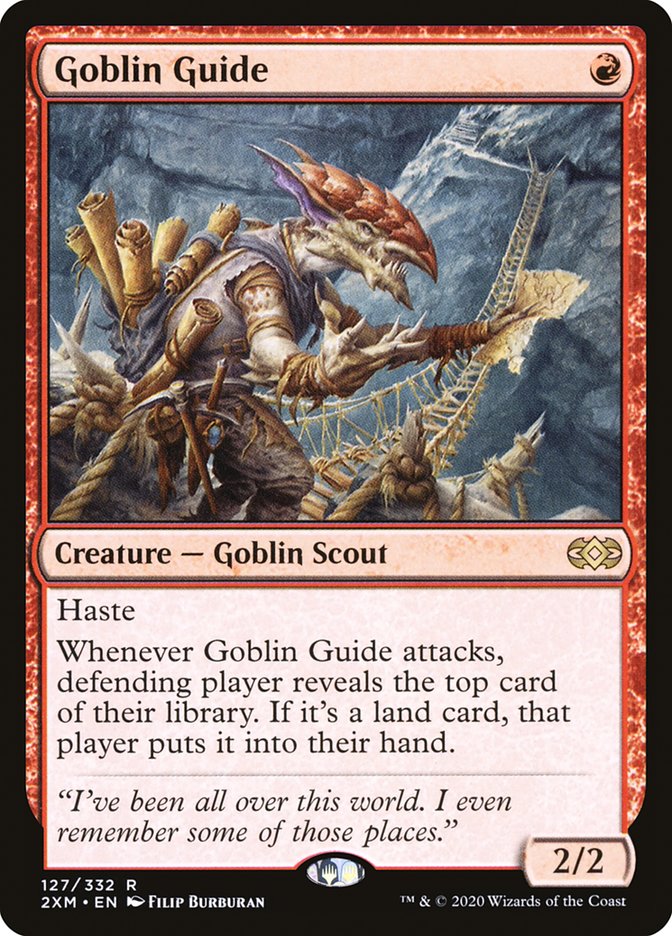 Goblin Guide
Creature — Goblin Scout
Haste
Whenever Goblin Guide attacks,
defending player reveals the top card
of their library. If it's a land card, that
player puts it into their hand.
“I've been all over this world. I even
remember some of those places.”
2/2
127/332 R
2XM • EN Filip Burburan
™ & © 2020 Wizards of the Coast